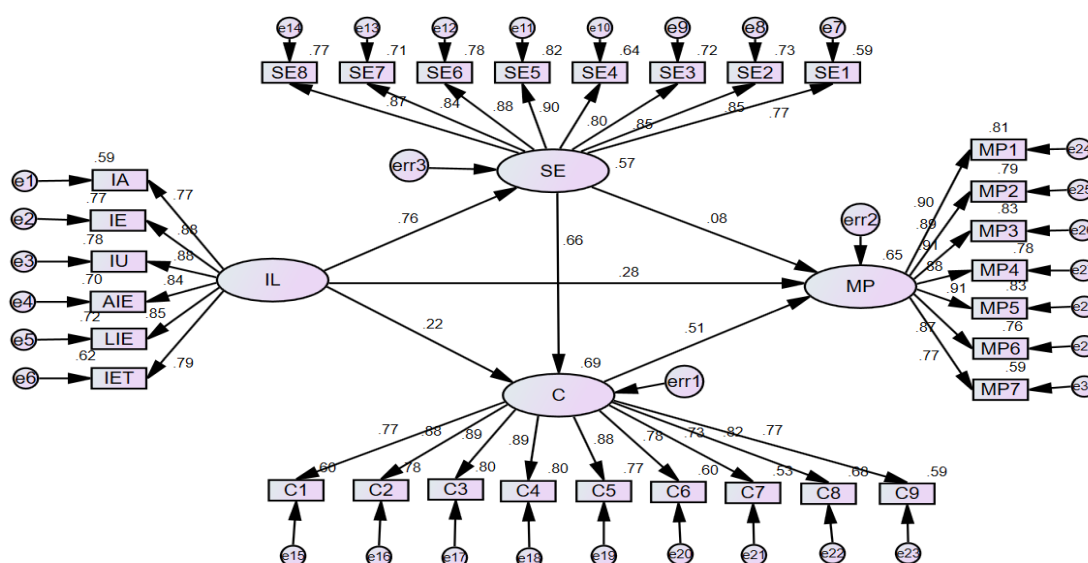 e14 e13 e12 e11 e10 e9 e8 e7
.77 .71 .78 .82 .64 .72 .73 .59
SE8 SE7 SE6 SE5 SE4 SE3 SE2 SE1
.87 .84 .88 .90 .80 .85 .85 .77
err3 SE .57
.81
MP1 e24
.79
MP2
.83
MP3
.78
MP4
.83
MP5
.76
MP6
.59
MP7
.90
.89
.91
.88
.91
.87
.77
.59
e1 IA
.77
e2 IE
.78
e3 IU
.70
e4 AIE
.72
e5 LIE
.62
e6 IET
.77
.88
.88
.84
.85
.79
IL
.76
.66
.08
err2
.65
MP
.28
.22
.51
.69
C
err1
.77 .88 .89 .89 .88 .78 .73 .82 .77
.60 .78 .80 .80 .77 .60 .53 .68 .59
C1 C2 C3 C4 C5 C6 C7 C8 C9
e15 e16 e17 e18 e19 e20 e21 e22 e23